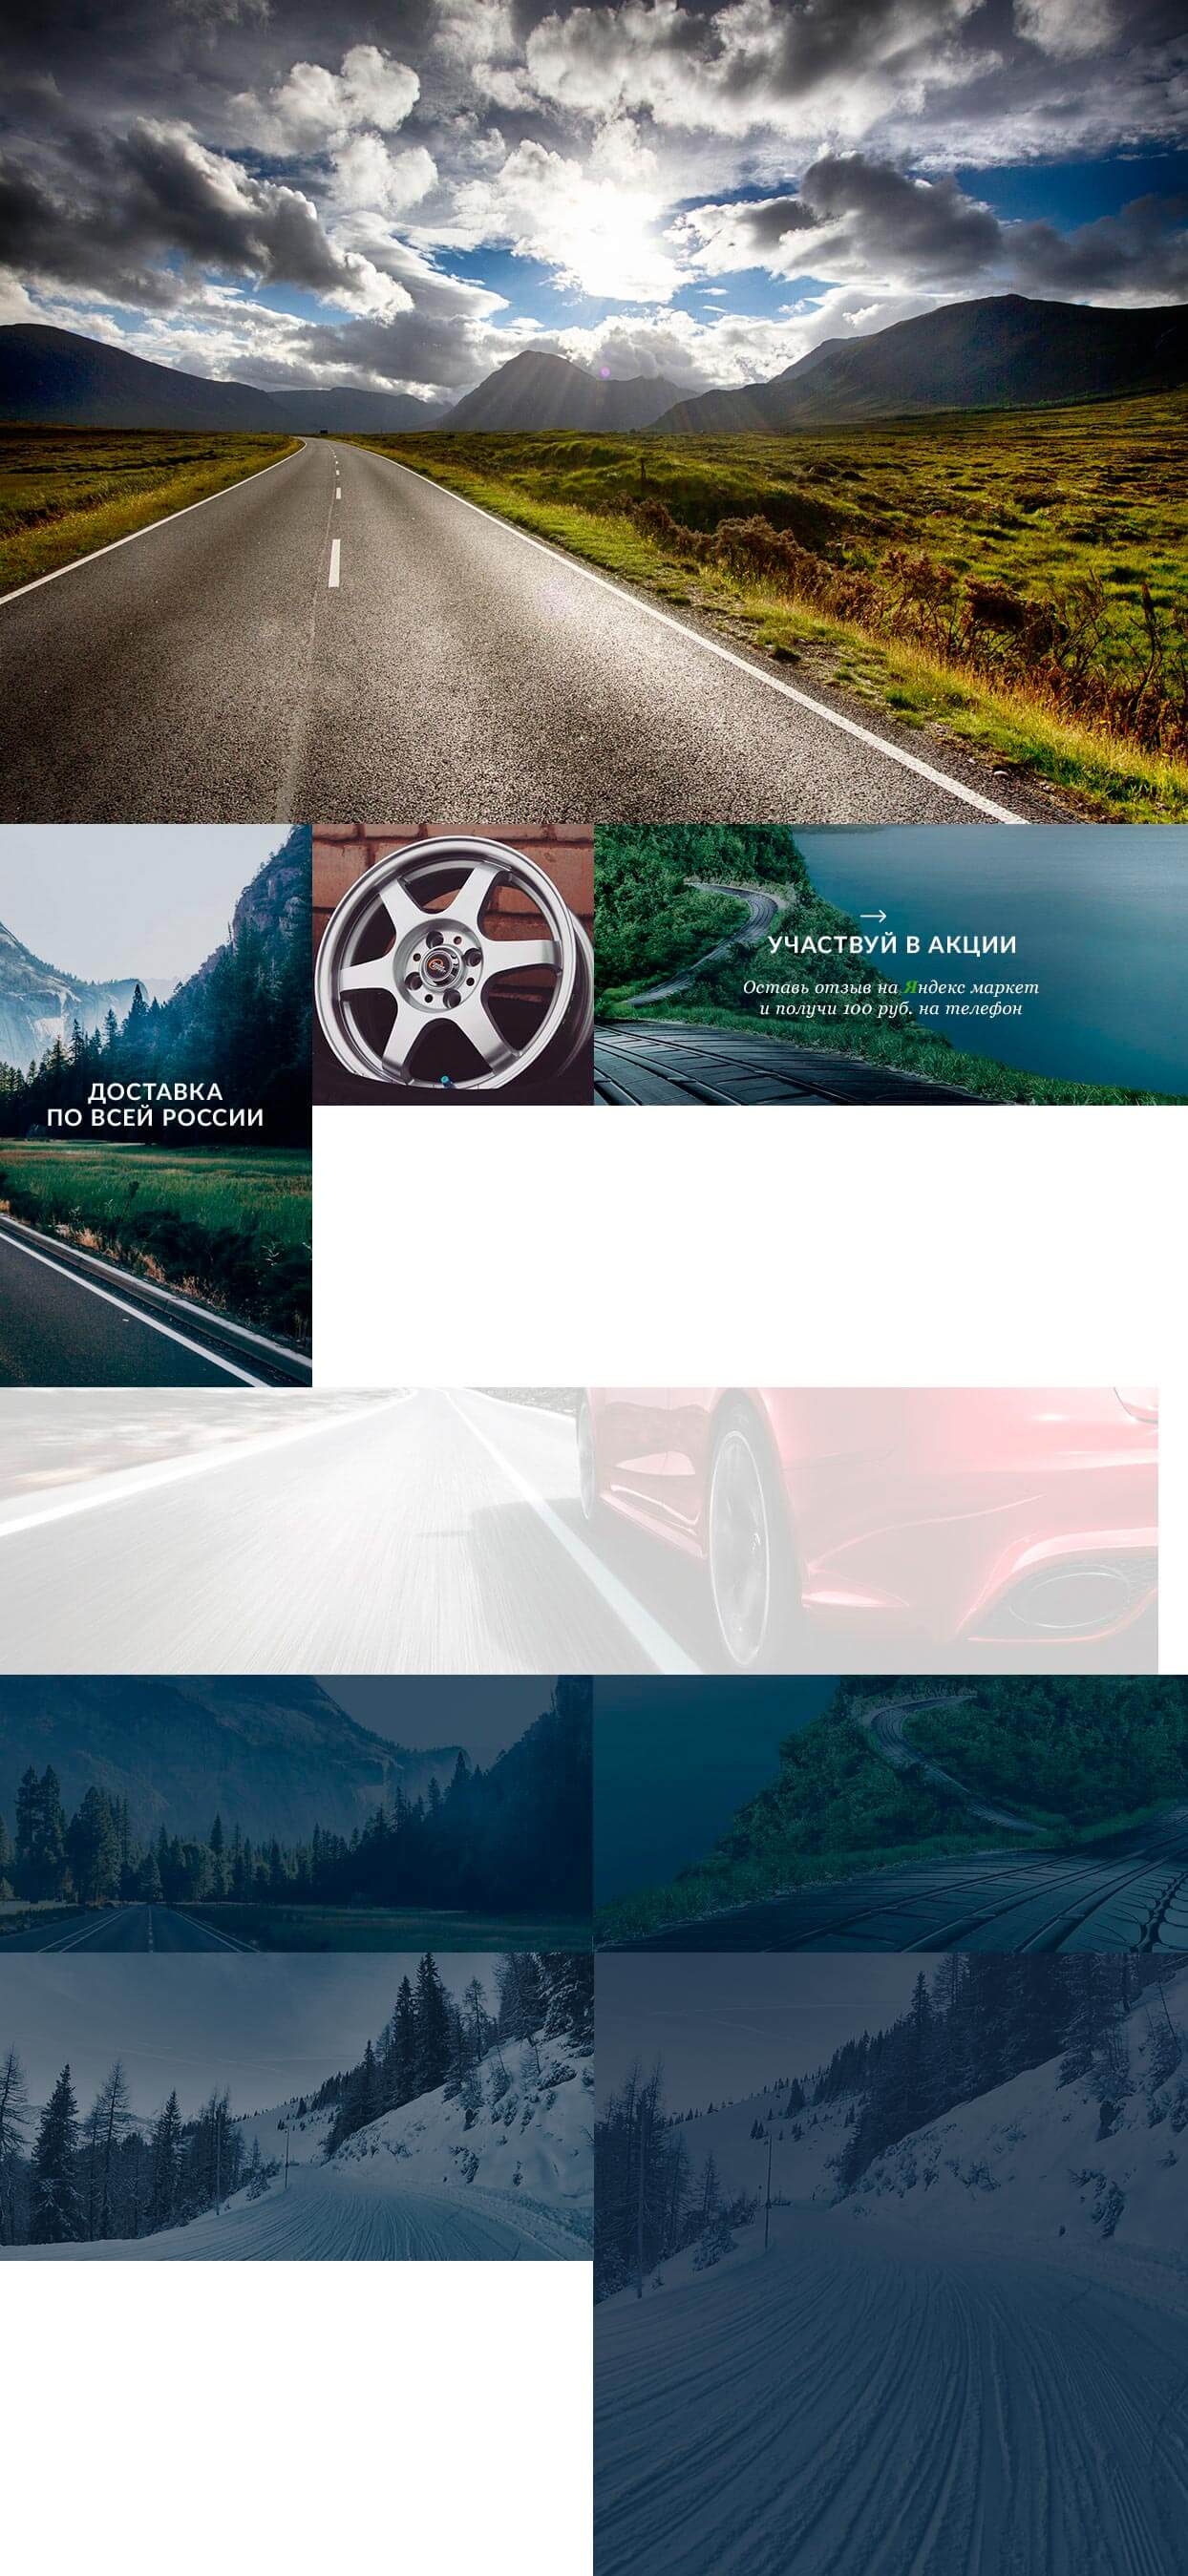 ДОСТАВКА
ПО ВСЕЙ РОССИИ
УЧАСТВУЙ В АКЦИИ
Оставь отзыв на Яндекс маркет
и получи 100 руб. на телефон